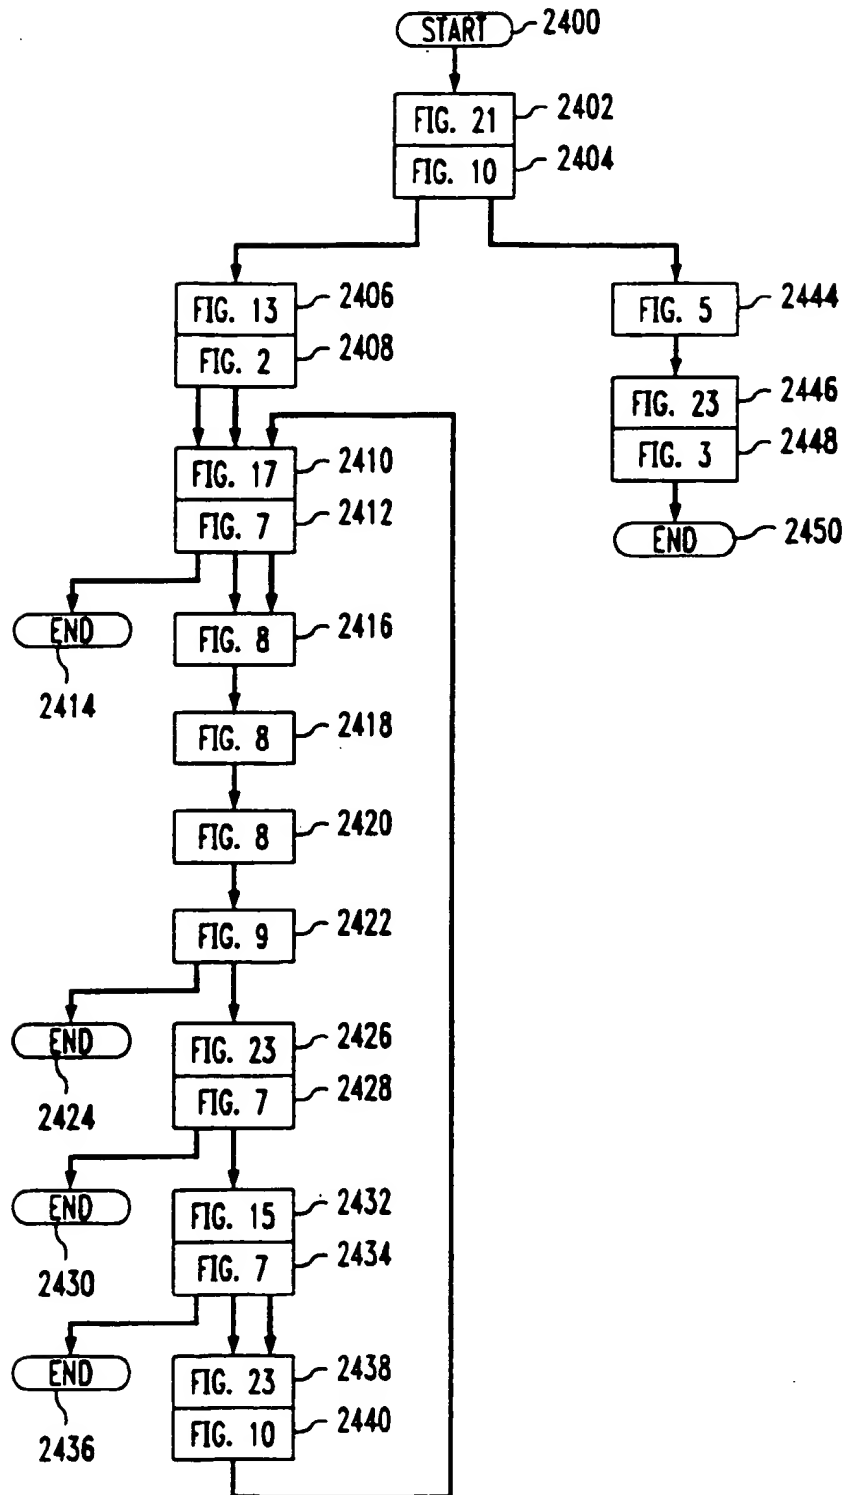 START 2400
FIG. 21 2402
FIG. 10 2404
FIG. 13 2406
FIG. 2 2408
FIG. 5 2444
FIG. 23 2446
FIG. 3 2448
END 2450
FIG. 17 2410
FIG. 7 2412
END
2414
FIG. 8 2416
FIG. 8 2418
FIG. 8 2420
FIG. 9 2422
END
2424
FIG. 23 2426
FIG. 7 2428
END
2430
FIG. 15 2432
FIG. 7 2434
END
2436
FIG. 23 2438
FIG. 10 2440